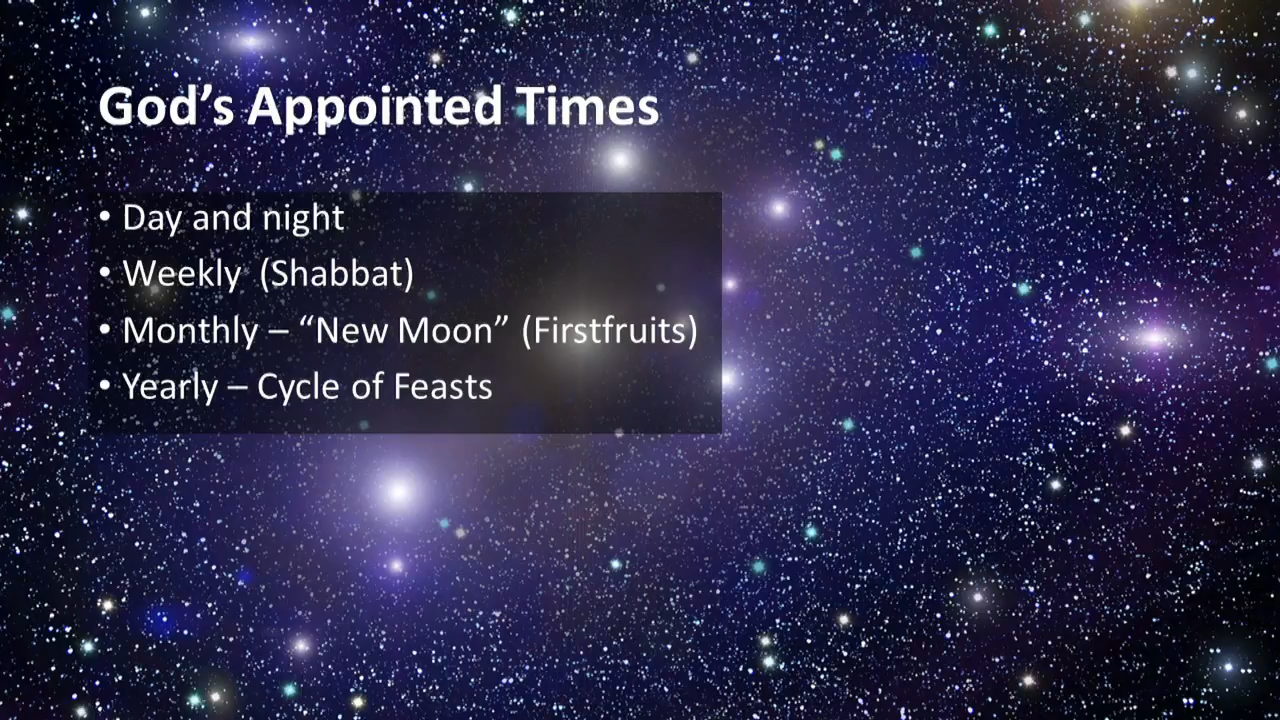 God’s Appointed Times
• Day and night
• Weekly (Shabbat)
• Monthly – “New Moon” (Firstfruits)
• Yearly – Cycle of Feasts